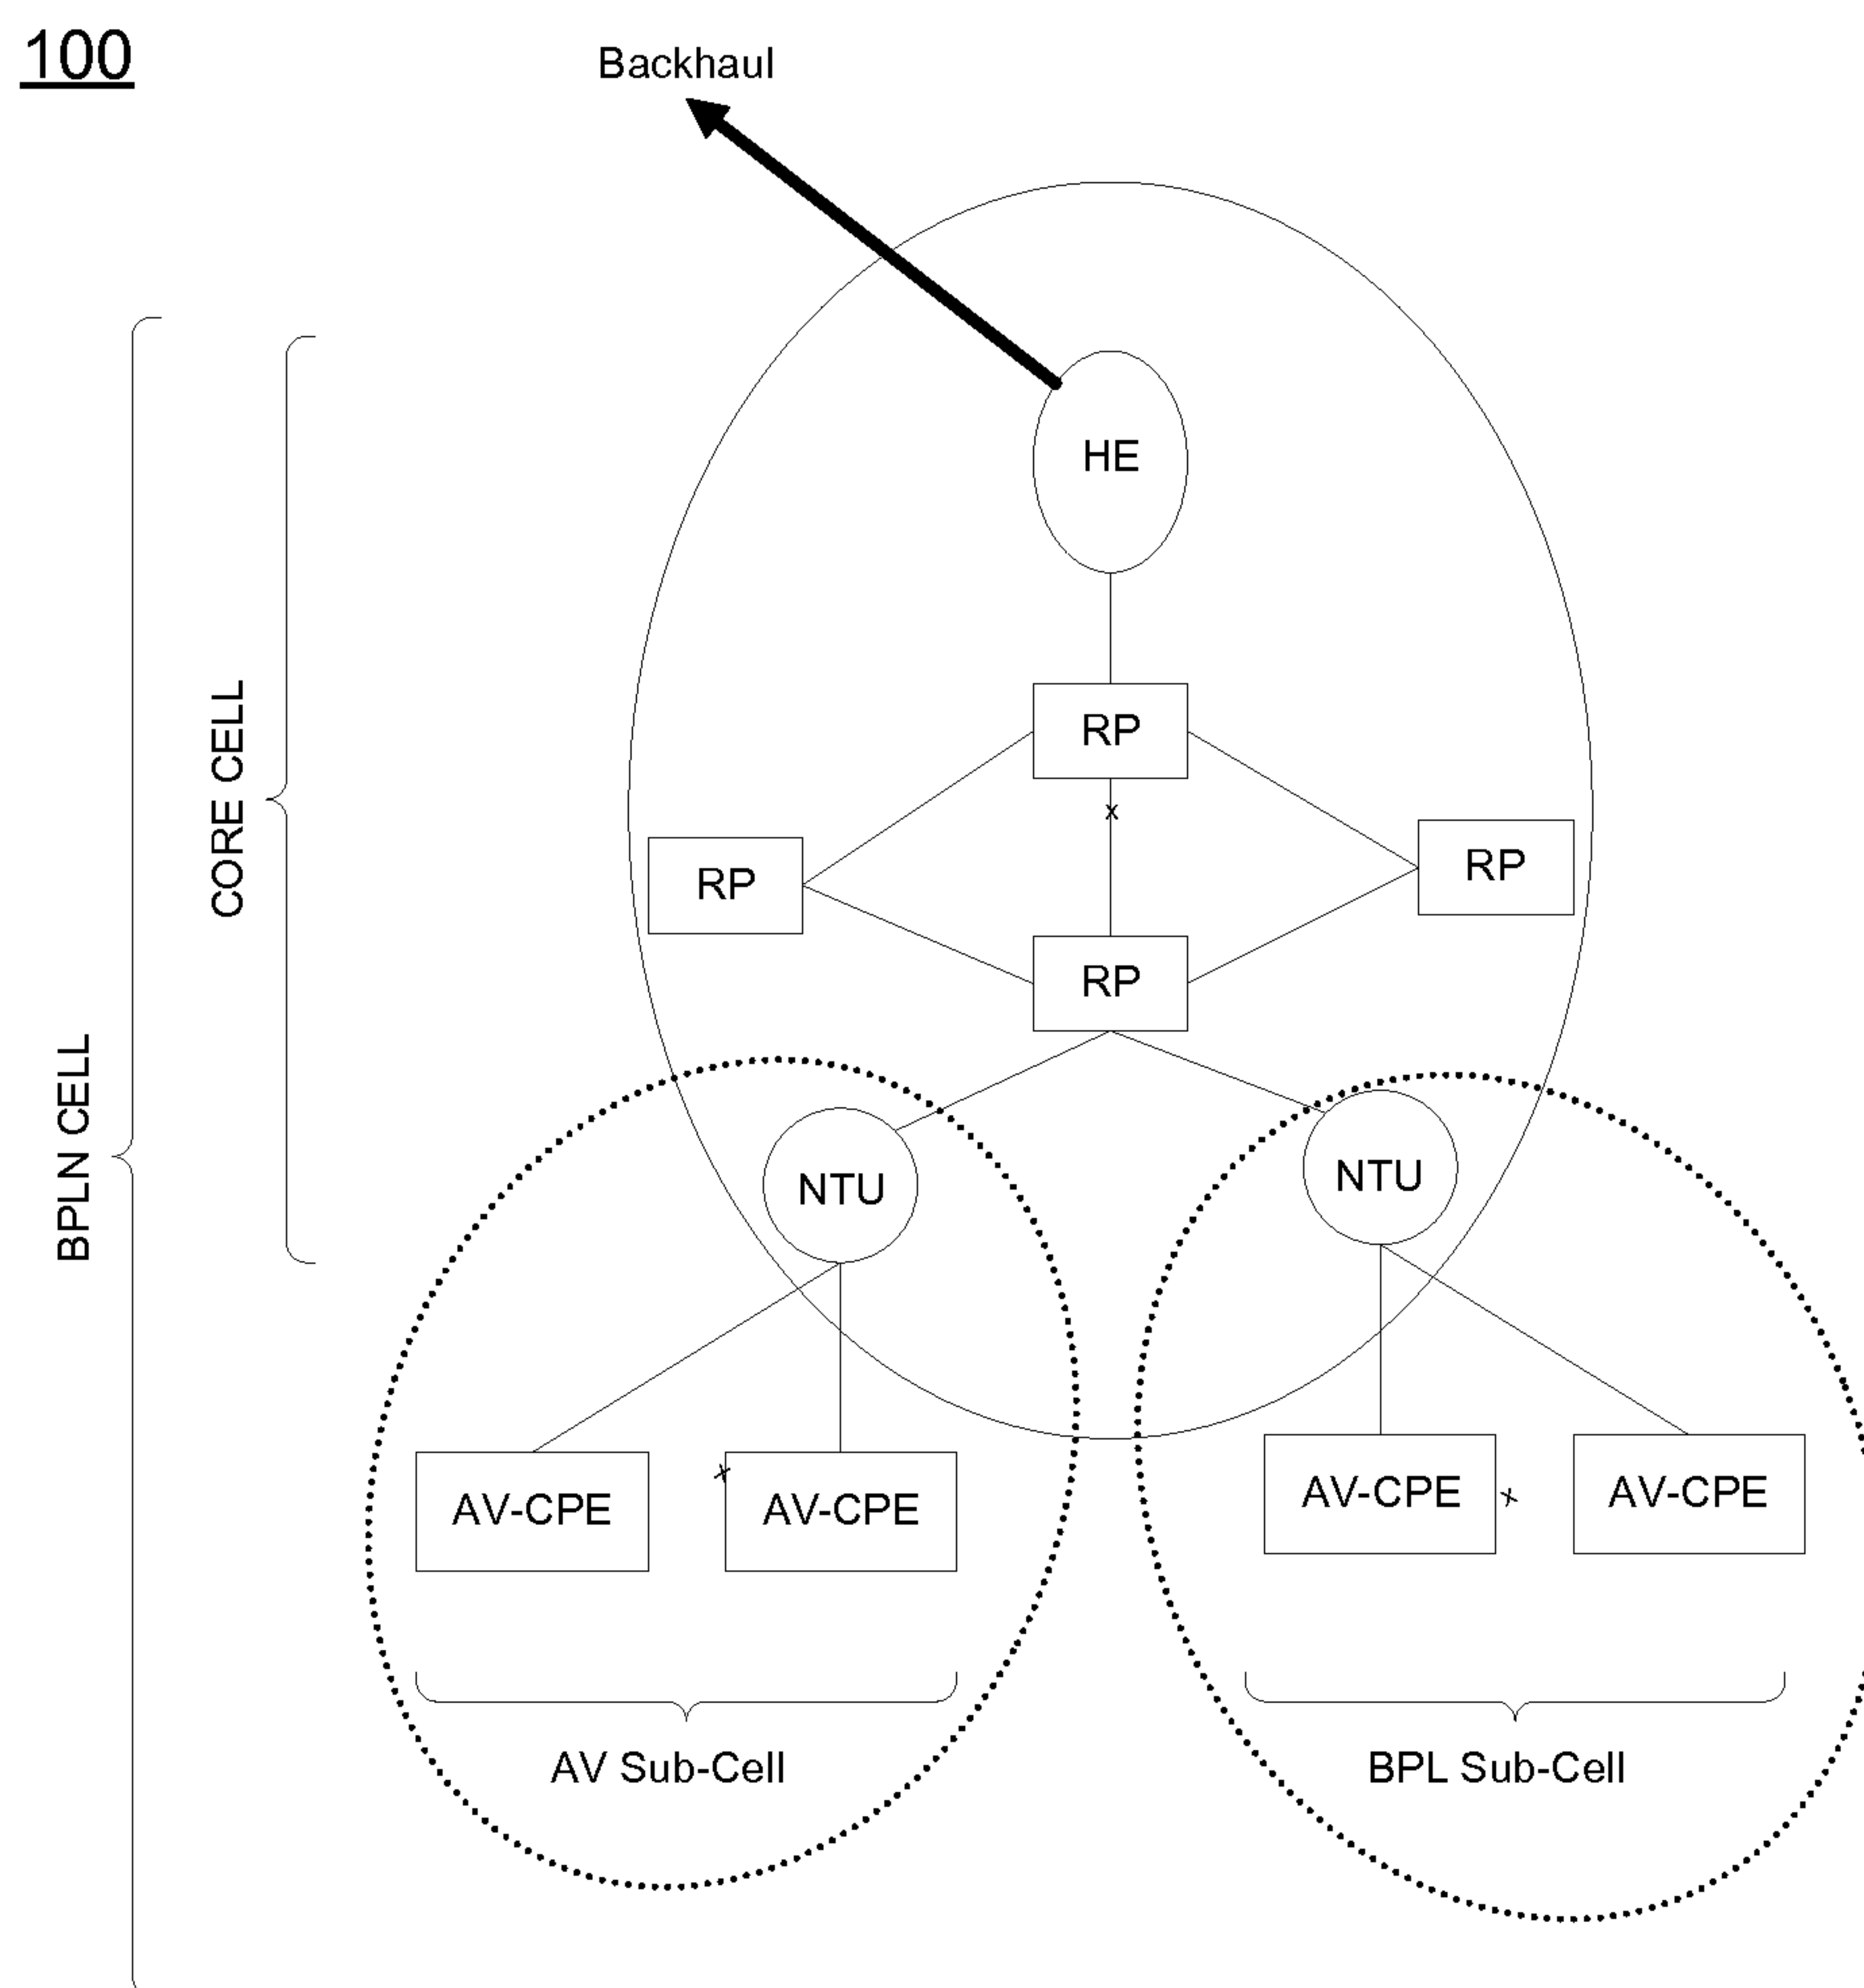 100
Backhaul
HE
RP
x
RP
RP
RP
CORE CELL
BPLN CELL
NTU
NTU
AV-CPE
x
AV-CPE
AV-CPE
x
AV-CPE
AV Sub-Cell
BPL Sub-Cell